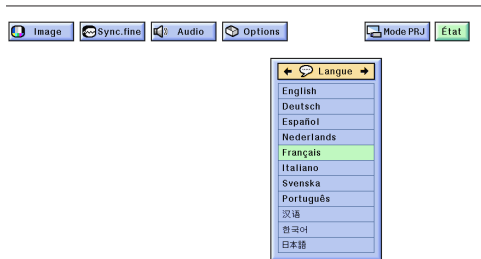 Image Sync.fine Audio Options Mode PRJ État
Langue
English
Deutsch
Español
Nederlands
Français
Italiano
Svenska
Português
汉语
한국어
日本語